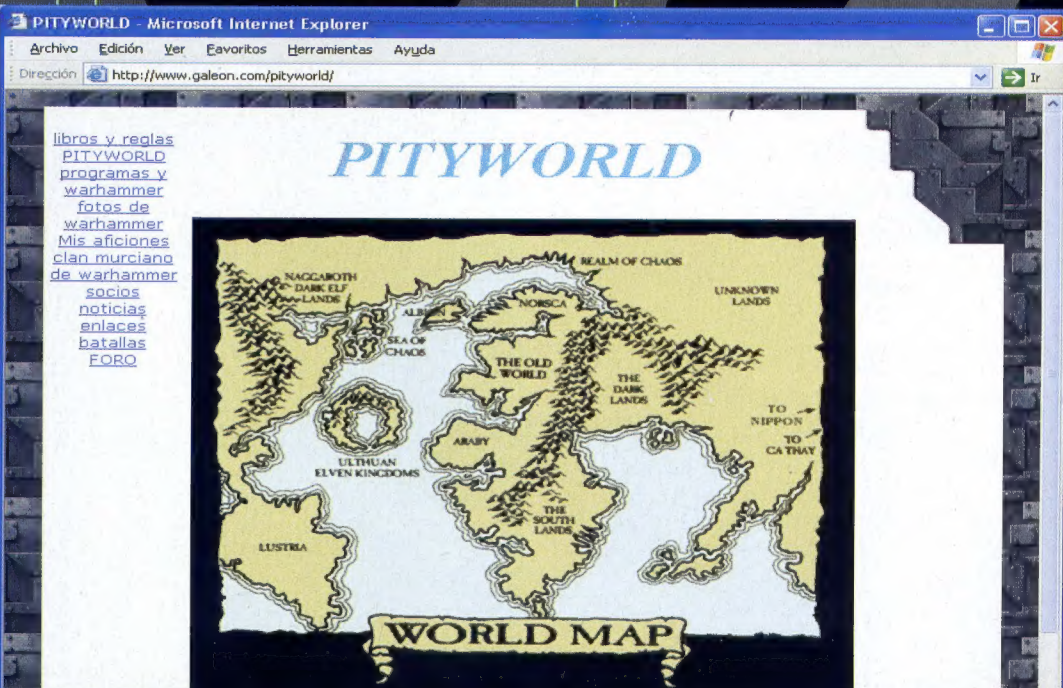 PITYWORLD - Microsoft Internet Explorer
Archivo Edición Ver Favoritos Herramientas Ayuda
Dirección http://www.galeon.com/pityworld/ Ir
libros y reglas
PITYWORLD
programas y
warhammer
fotos de
warhammer
Mis aficiones
clan murciano
de warhammer
socios
noticias
enlaces
batallas
FORO
PITYWORLD
REALM OF CHAOS
NAGGAROTH
DARK ELF
LANDS
UNKNOWN
LANDS
NORSCA
ALBION
SEA OF
CHAOS
THE OLD
WORLD
THE
DARK
LANDS
TO
NIPPON
TO
CATHAY
ARABY
ULTHUAN
ELVEN KINGDOMS
THE
SOUTH
LANDS
LUSTRIA
WORLD MAP